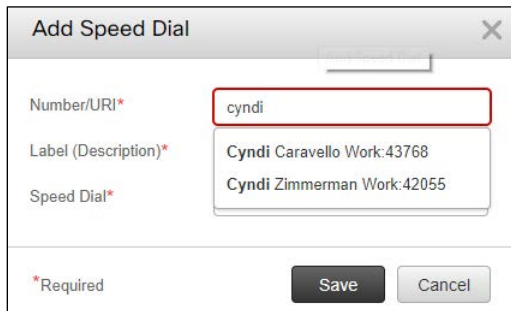 Add Speed Dial
Number/URI*
cyndi
Label (Description)*
Cyndi Caravello Work:43768
Cyndi Zimmerman Work:42055
Speed Dial*
*Required
Save
Cancel